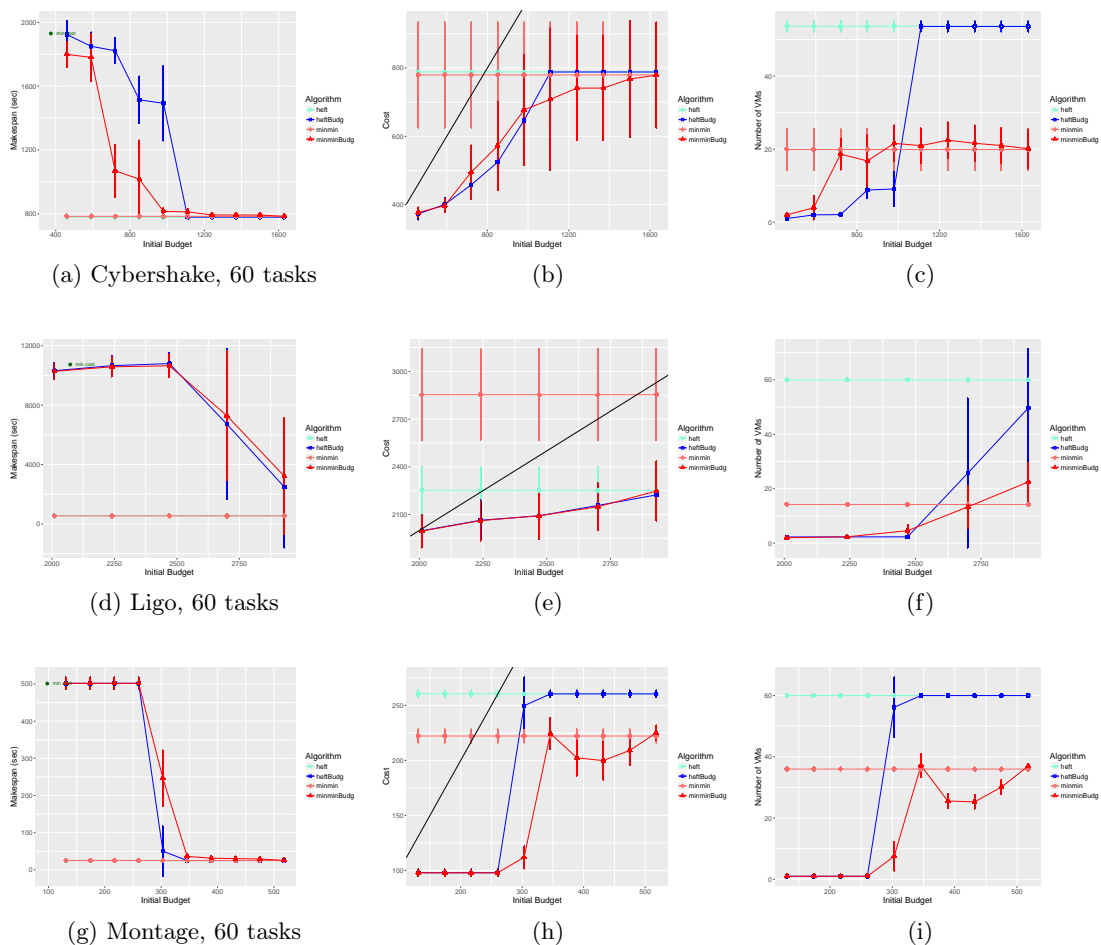 2000
1600
1200
800
400
800
1200
1600
Makespan (sec)
Initial Budget
min cost
Algorithm
heft
heftBudg
minmin
minminBudg
(a) Cybershake, 60 tasks
800
600
400
800
1200
1600
Cost
Initial Budget
Algorithm
heft
heftBudg
minmin
minminBudg
(b)
40
20
0
400
800
1200
1600
Number of VMs
Initial Budget
Algorithm
heft
heftBudg
minmin
minminBudg
(c)
12000
8000
4000
0
2000
2250
2500
2750
Makespan (sec)
Initial Budget
min cost
Algorithm
heft
heftBudg
minmin
minminBudg
(d) Ligo, 60 tasks
3000
2700
2400
2100
2000
2250
2500
2750
Cost
Initial Budget
Algorithm
heft
heftBudg
minmin
minminBudg
(e)
60
40
20
0
2000
2250
2500
2750
Number of VMs
Initial Budget
Algorithm
heft
heftBudg
minmin
minminBudg
(f)
500
400
300
200
100
0
100
200
300
400
500
Makespan (sec)
Initial Budget
min
Algorithm
heft
heftBudg
minmin
minminBudg
(g) Montage, 60 tasks
250
200
150
100
200
300
400
500
Cost
Initial Budget
Algorithm
heft
heftBudg
minmin
minminBudg
(h)
60
40
20
0
200
300
400
500
Number of VMs
Initial Budget
Algorithm
heft
heftBudg
minmin
minminBudg
(i)